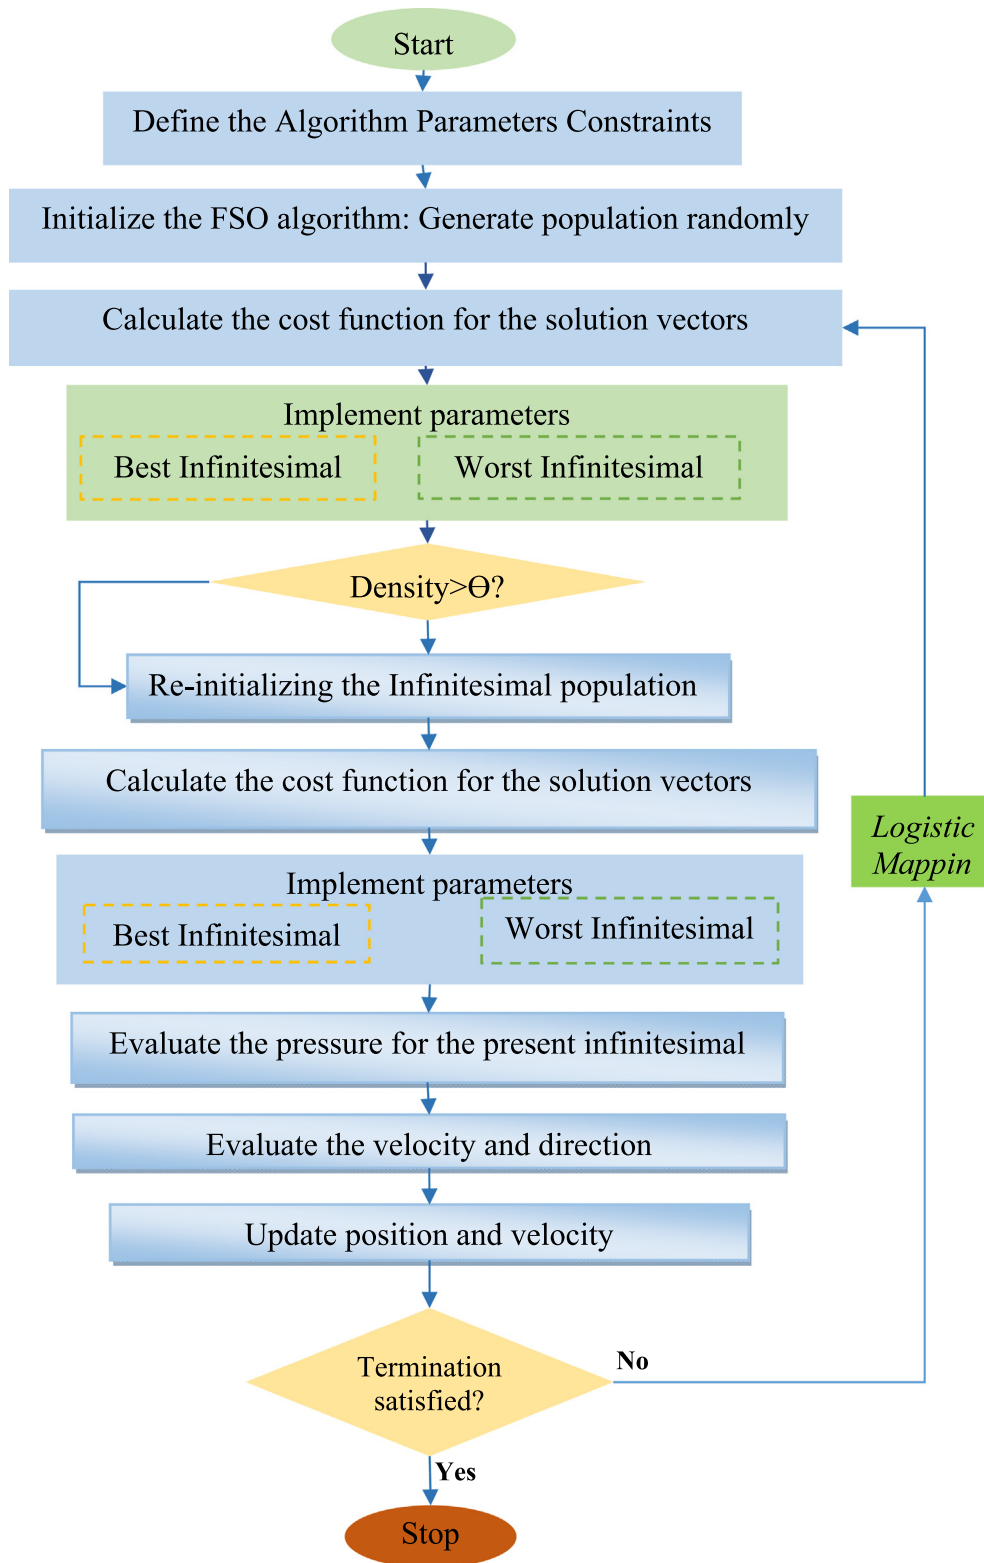 Start
Define the Algorithm Parameters Constraints
Initialize the FSO algorithm: Generate population randomly
Calculate the cost function for the solution vectors
Implement parameters
Best Infinitesimal
Worst Infinitesimal
Density>Ɵ?
Re-initializing the Infinitesimal population
Calculate the cost function for the solution vectors
Logistic
Mappin
Implement parameters
Best Infinitesimal
Worst Infinitesimal
Evaluate the pressure for the present infinitesimal
Evaluate the velocity and direction
Update position and velocity
Termination
satisfied?
No
Yes
Stop